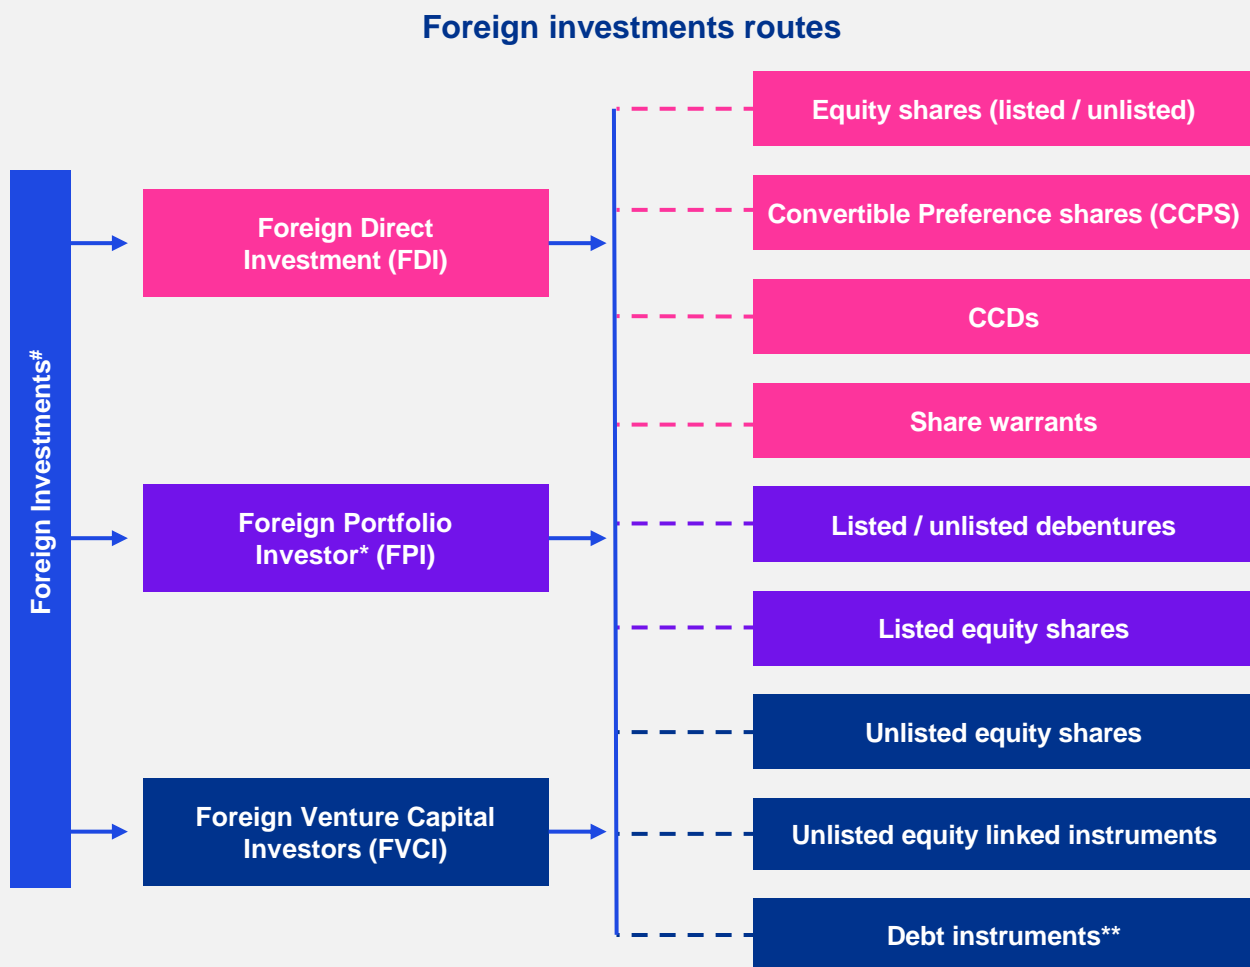 Foreign investments routes
Foreign Investments#
Foreign Direct
Investment (FDI)
Foreign Portfolio
Investor* (FPI)
Foreign Venture Capital
Investors (FVCI)
Equity shares (listed / unlisted)
Convertible Preference shares (CCPS)
CCDs
Share warrants
Listed / unlisted debentures
Listed equity shares
Unlisted equity shares
Unlisted equity linked instruments
Debt instruments**